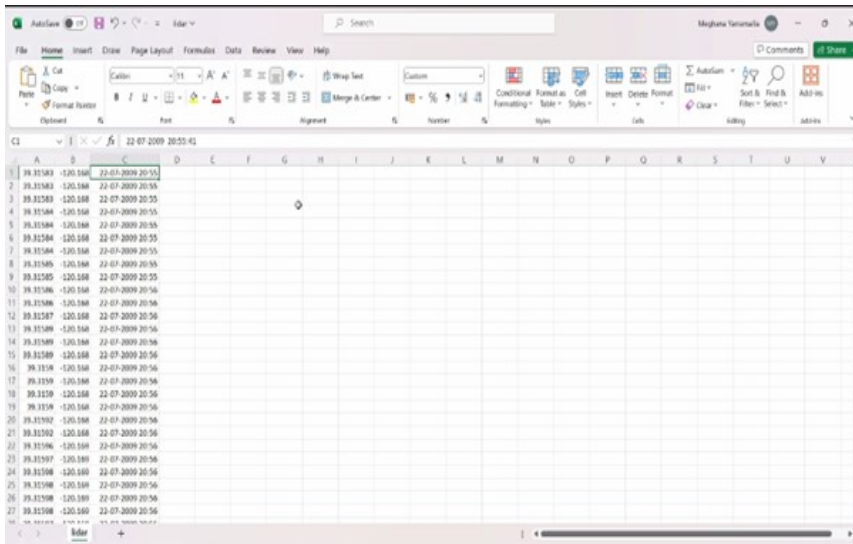 AutoSave Off lidar Search Meghana Yanamala
File Home Insert Draw Page Layout Formulas Data Review View Help Comments Share
Cut
Copy
Format Painter
Paste
Calibri 11
B I U
Wrap Text
Merge & Center
Custom
Conditional Formatting
Format as Table
Cell Styles
Insert Delete Format
AutoSum
Fill
Clear
Sort & Filter
Find & Select
Add-ins
Clipboard Font Alignment Number Styles Cells Editing Add-ins
C1 fx 22-07-2009 20:55:41
A B C D E F G H I J K L M N O P Q R S T U V
1 39.31583 -120.168 22-07-2009 20:55
2 39.31583 -120.168 22-07-2009 20:55
3 39.31583 -120.168 22-07-2009 20:55
4 39.31584 -120.168 22-07-2009 20:55
5 39.31584 -120.168 22-07-2009 20:55
6 39.31584 -120.168 22-07-2009 20:55
7 39.31584 -120.168 22-07-2009 20:55
8 39.31585 -120.168 22-07-2009 20:55
9 39.31585 -120.168 22-07-2009 20:55
10 39.31586 -120.168 22-07-2009 20:56
11 39.31586 -120.168 22-07-2009 20:56
12 39.31587 -120.168 22-07-2009 20:56
13 39.31589 -120.168 22-07-2009 20:56
14 39.31589 -120.168 22-07-2009 20:56
15 39.31589 -120.168 22-07-2009 20:56
16 39.3159 -120.168 22-07-2009 20:56
17 39.3159 -120.168 22-07-2009 20:56
18 39.3159 -120.168 22-07-2009 20:56
19 39.3159 -120.168 22-07-2009 20:56
20 39.31592 -120.168 22-07-2009 20:56
21 39.31592 -120.168 22-07-2009 20:56
22 39.31596 -120.169 22-07-2009 20:56
23 39.31597 -120.169 22-07-2009 20:56
24 39.31598 -120.169 22-07-2009 20:56
25 39.31598 -120.169 22-07-2009 20:56
26 39.31598 -120.169 22-07-2009 20:56
27 39.31598 -120.169 22-07-2009 20:56
lidar